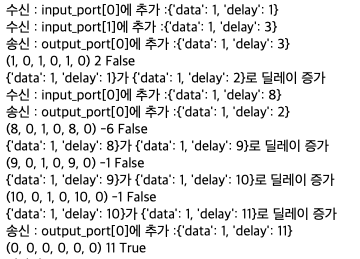 수신 : input_port[0]에 추가 :{'data': 1, 'delay': 1}
수신 : input_port[1]에 추가 :{'data': 1, 'delay': 3}
송신 : output_port[0]에 추가 :{'data': 1, 'delay': 3}
(1, 0, 1, 0, 1, 0) 2 False
{'data': 1, 'delay': 1}가 {'data': 1, 'delay': 2}로 딜레이 증가
수신 : input_port[0]에 추가 :{'data': 1, 'delay': 8}
송신 : output_port[0]에 추가 :{'data': 1, 'delay': 2}
(8, 0, 1, 0, 8, 0) -6 False
{'data': 1, 'delay': 8}가 {'data': 1, 'delay': 9}로 딜레이 증가
(9, 0, 1, 0, 9, 0) -1 False
{'data': 1, 'delay': 9}가 {'data': 1, 'delay': 10}로 딜레이 증가
(10, 0, 1, 0, 10, 0) -1 False
{'data': 1, 'delay': 10}가 {'data': 1, 'delay': 11}로 딜레이 증가
송신 : output_port[0]에 추가 :{'data': 1, 'delay': 11}
(0, 0, 0, 0, 0, 0) 11 True